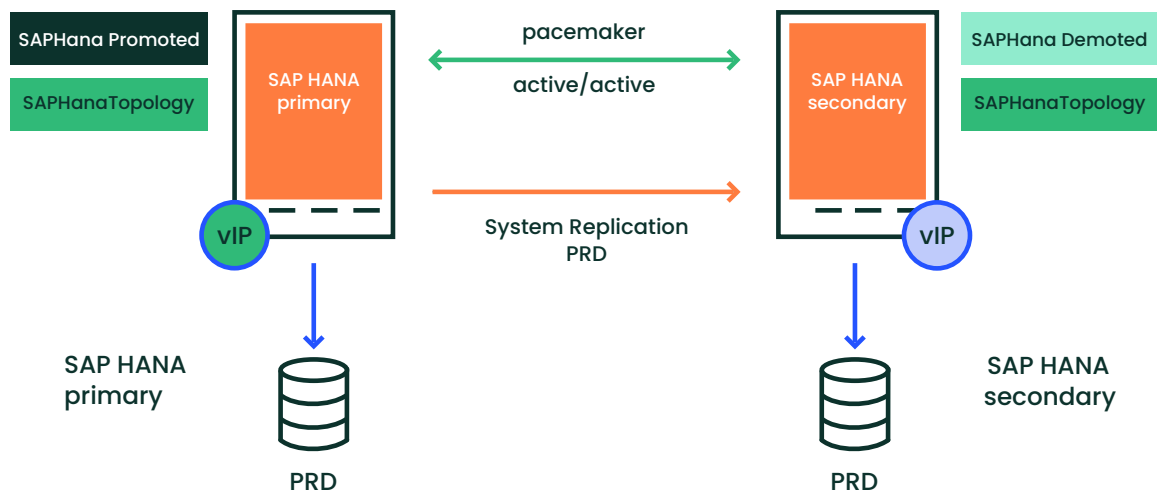 SAPHana Promoted
SAPHanaTopology
SAP HANA
primary
vIP
pacemaker
active/active
System Replication
PRD
SAP HANA
secondary
vIP
SAPHana Demoted
SAPHanaTopology
SAP HANA
primary
PRD
PRD
SAP HANA
secondary